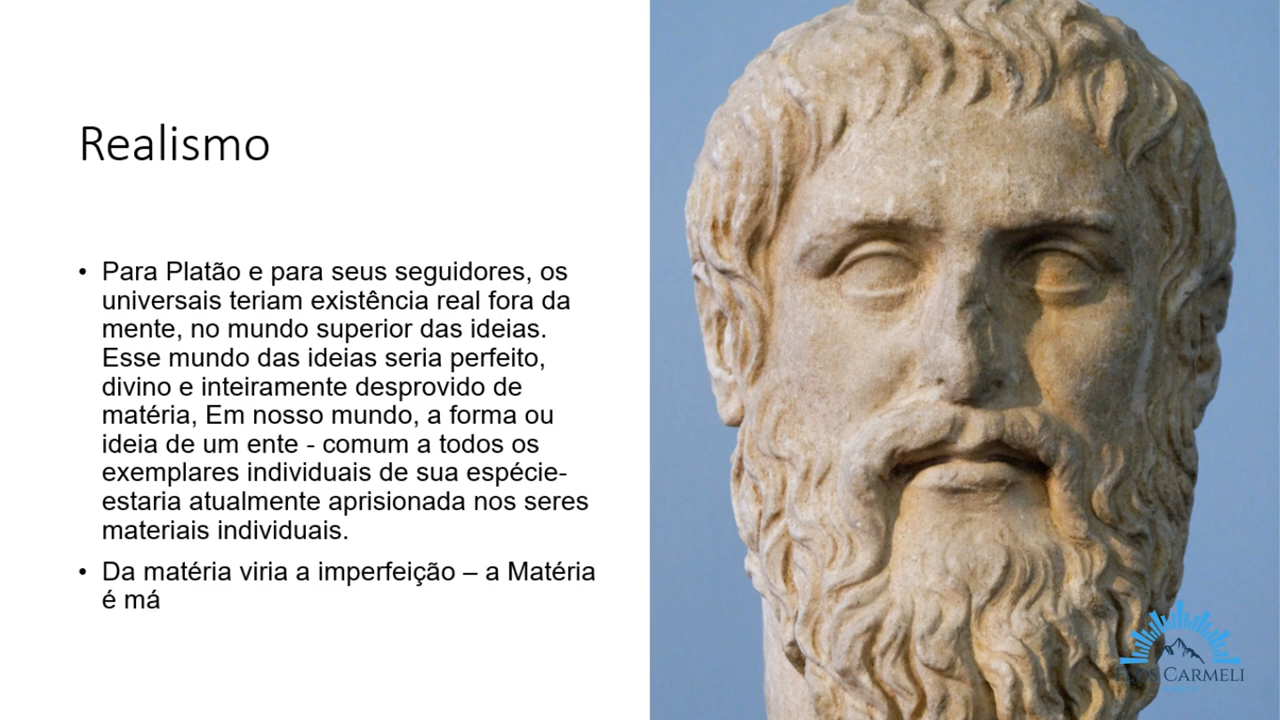 Realismo
• Para Platão e para seus seguidores, os
universais teriam existência real fora da
mente, no mundo superior das ideias.
Esse mundo das ideias seria perfeito,
divino e inteiramente desprovido de
matéria, Em nosso mundo, a forma ou
ideia de um ente - comum a todos os
exemplares individuais de sua espécie-
estaria atualmente aprisionada nos seres
materiais individuais.
• Da matéria viria a imperfeição – a Matéria
é má
CARMELI